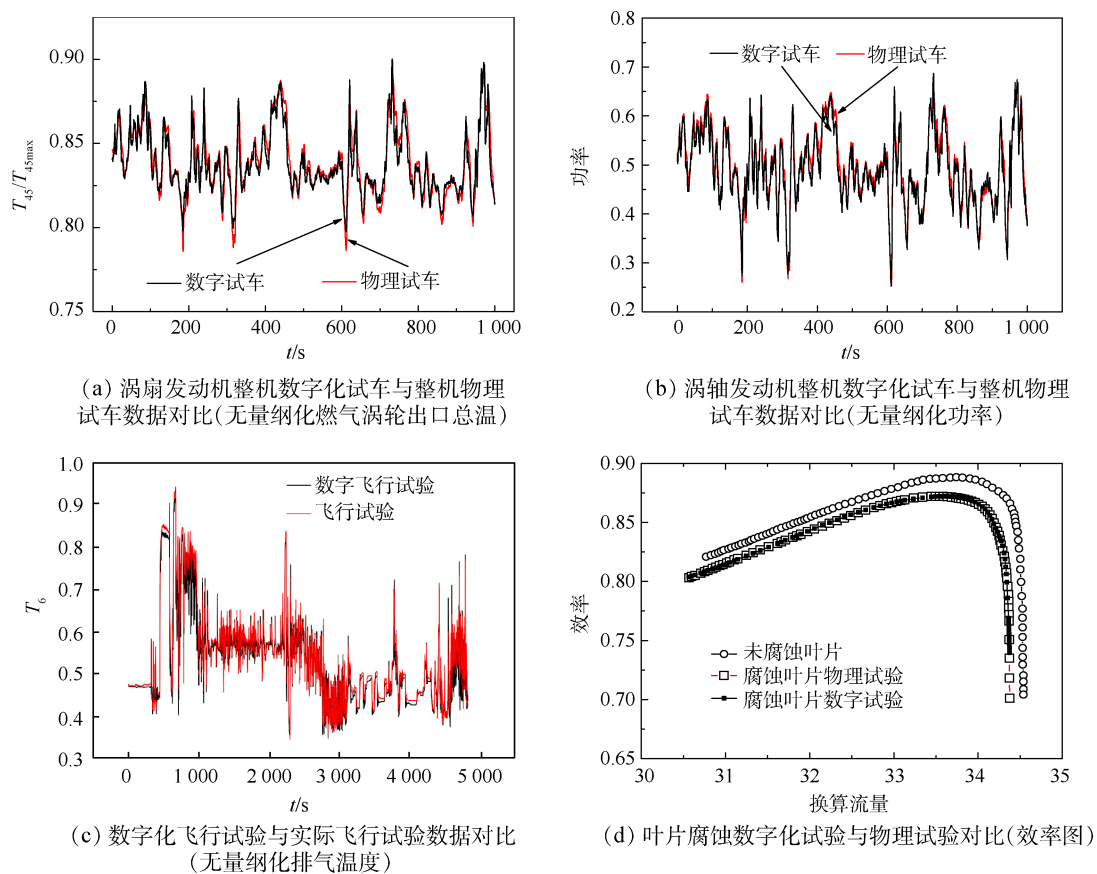 0.90
0.85
0.80
0.75
T45/T45max
数字试车
物理试车
0
200
400
600
800
1 000
t/s
(a) 涡扇发动机整机数字化试车与整机物理
试车数据对比(无量纲化燃气涡轮出口总温)
0.8
0.7
0.6
0.5
0.4
0.3
0.2
功率
数字试车
物理试车
0
200
400
600
800
1 000
t/s
(b) 涡轴发动机整机数字化试车与整机物理
试车数据对比(无量纲化功率)
1.0
0.9
0.8
0.7
0.6
0.5
0.4
0.3
T6
数字飞行试验
飞行试验
0
1 000
2 000
3 000
4 000
5 000
t/s
(c) 数字化飞行试验与实际飞行试验数据对比
(无量纲化排气温度)
0.90
0.85
0.80
0.75
0.70
0.65
效率
未腐蚀叶片
腐蚀叶片物理试验
腐蚀叶片数字试验
30
31
32
33
34
35
换算流量
(d) 叶片腐蚀数字化试验与物理试验对比(效率图)